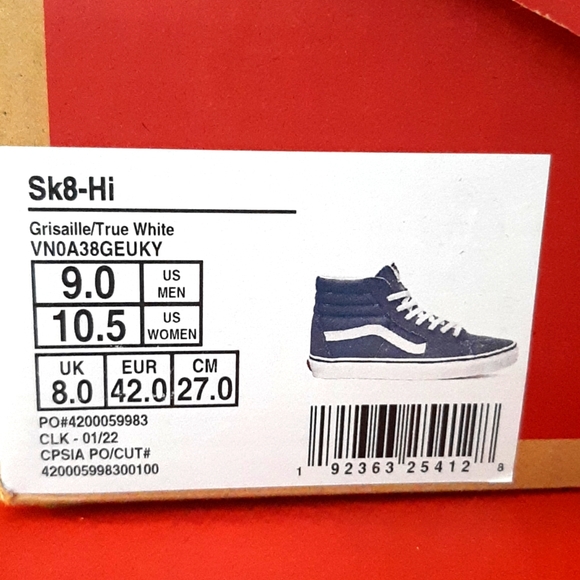 Sk8-Hi
Grisaille/True White
VN0A38GEUKY
9.0 US MEN
10.5 US WOMEN
UK EUR CM
8.0 42.0 27.0
PO#4200059983
CLK - 01/22
CPSIA PO/CUT#
420005998300100
1 92363 25412 8